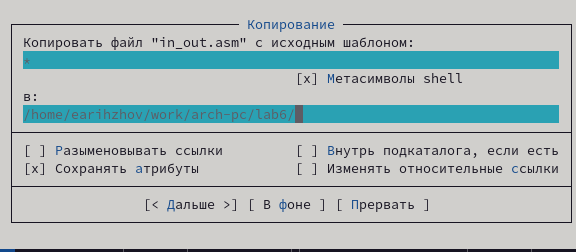 Копирование
Копировать файл "in_out.asm" с исходным шаблоном:
*
[x] Метасимволы shell
в:
/home/earihzhov/work/arch-pc/lab6/
[ ] Разыменовывать ссылки [ ] Внутрь подкаталога, если есть
[x] Сохранять атрибуты [ ] Изменять относительные ссылки
[< Дальше >] [ В фоне ] [ Прервать ]